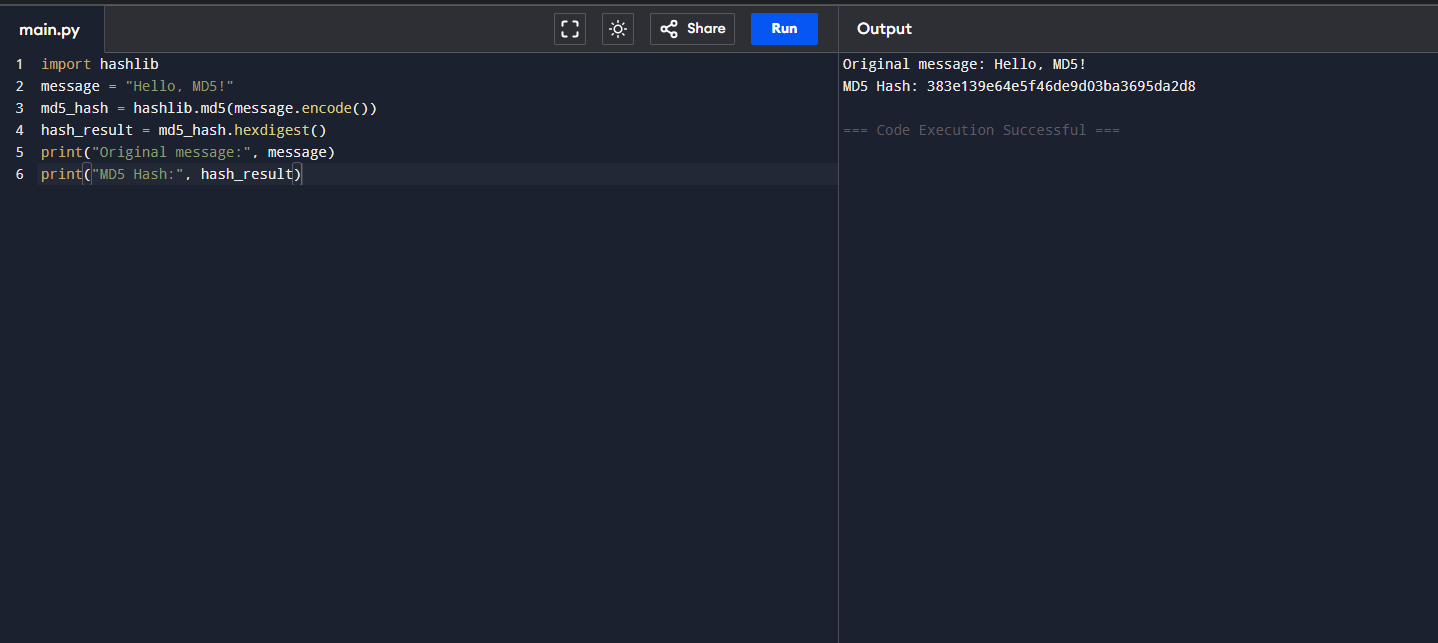 main.py
Share
Run
Output
1 import hashlib
2 message = "Hello, MD5!"
3 md5_hash = hashlib.md5(message.encode())
4 hash_result = md5_hash.hexdigest()
5 print("Original message:", message)
6 print("MD5 Hash:", hash_result)
Original message: Hello, MD5!
MD5 Hash: 383e139e64e5f46de9d03ba3695da2d8
=== Code Execution Successful ===